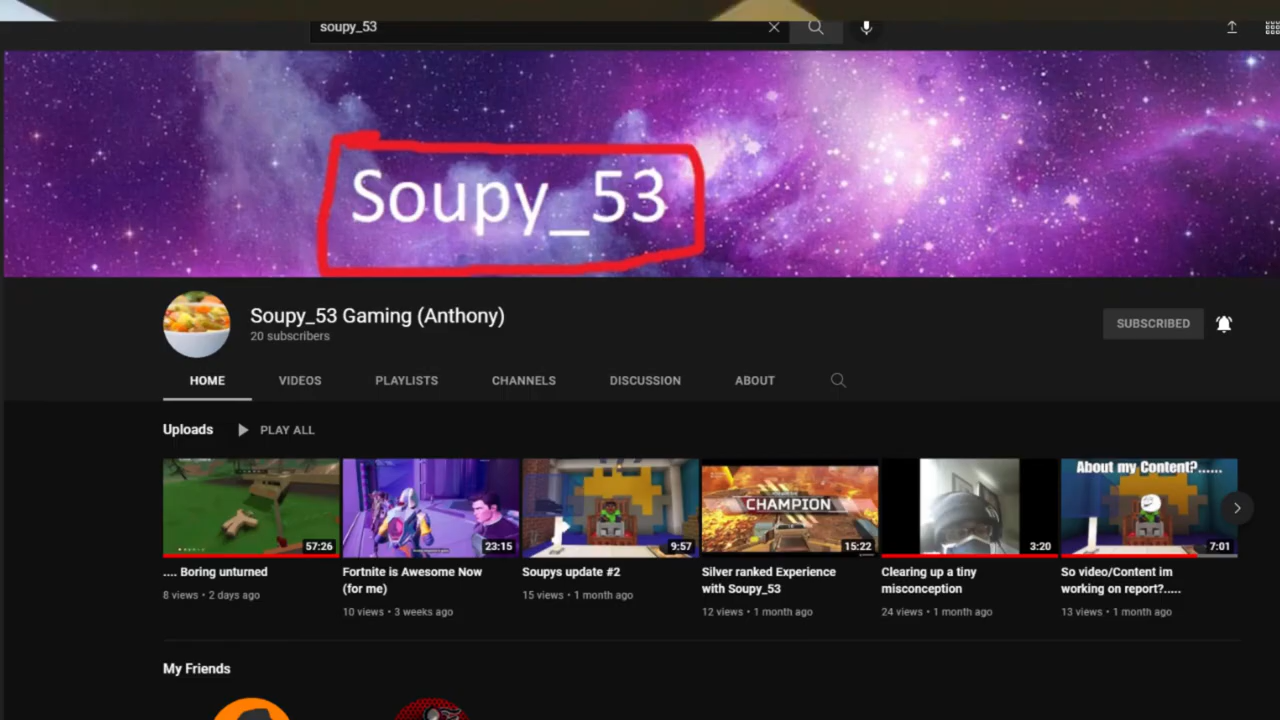 soupy_53
Soupy_53
Soupy_53 Gaming (Anthony)
20 subscribers
SUBSCRIBED
HOME VIDEOS PLAYLISTS CHANNELS DISCUSSION ABOUT
Uploads PLAY ALL
57:26 23:15 9:57 CHAMPION 15:22 3:20 About my Content?...... 7:01
.... Boring unturned
8 views • 2 days ago
Fortnite is Awesome Now
(for me)
10 views • 3 weeks ago
Soupys update #2
15 views • 1 month ago
Silver ranked Experience
with Soupy_53
12 views • 1 month ago
Clearing up a tiny
misconception
24 views • 1 month ago
So video/Content im
working on report?.....
13 views • 1 month ago
My Friends